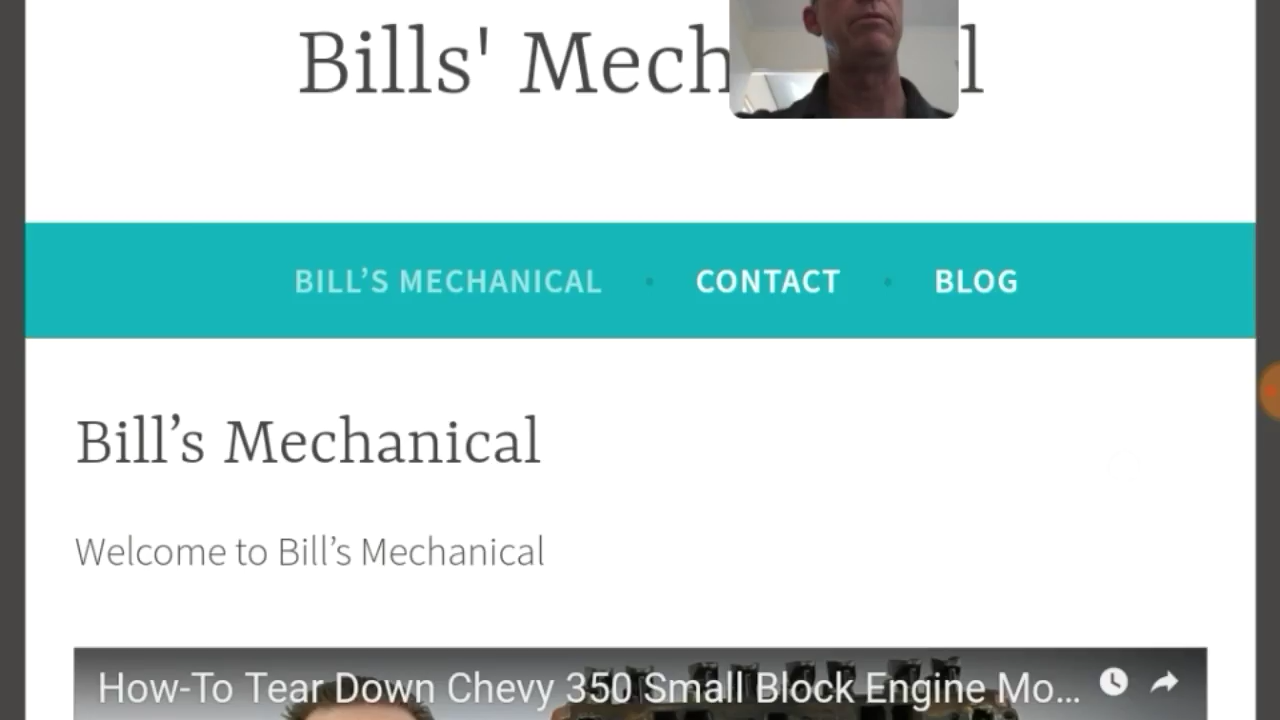 Bills' Mech l
BILL’S MECHANICAL • CONTACT • BLOG
Bill’s Mechanical
Welcome to Bill’s Mechanical
How-To Tear Down Chevy 350 Small Block Engine Mo...